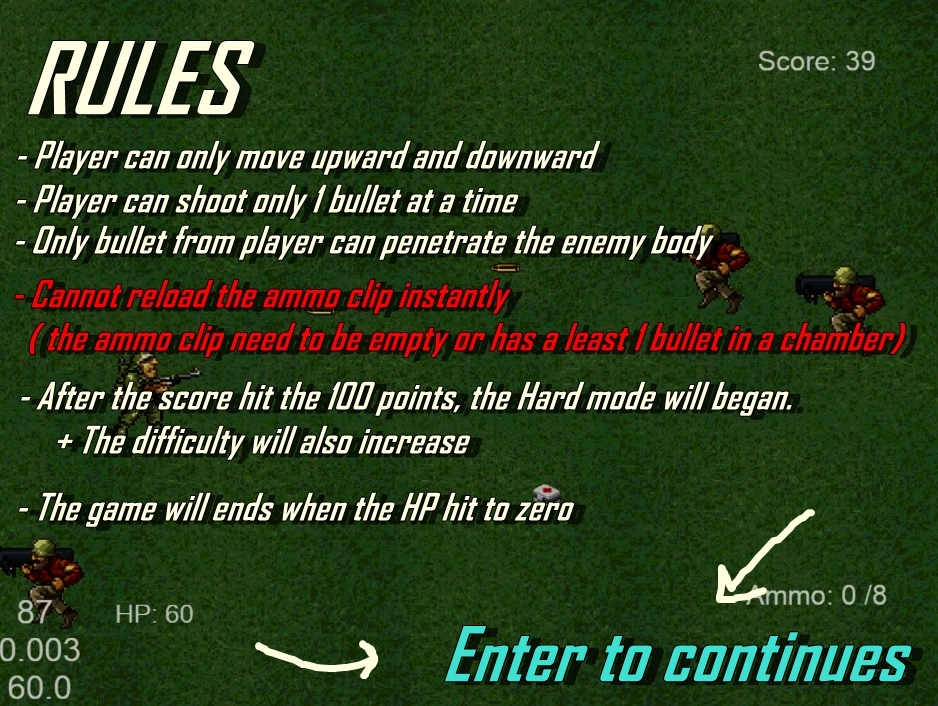 RULES
Score: 39
- Player can only move upward and downward
- Player can shoot only 1 bullet at a time
- Only bullet from player can penetrate the enemy body
- Cannot reload the ammo clip instantly
( the ammo clip need to be empty or has a least 1 bullet in a chamber)
- After the score hit the 100 points, the Hard mode will began.
+ The difficulty will also increase
- The game will ends when the HP hit to zero
87
HP: 60
Ammo: 0 /8
0.003
60.0
Enter to continues